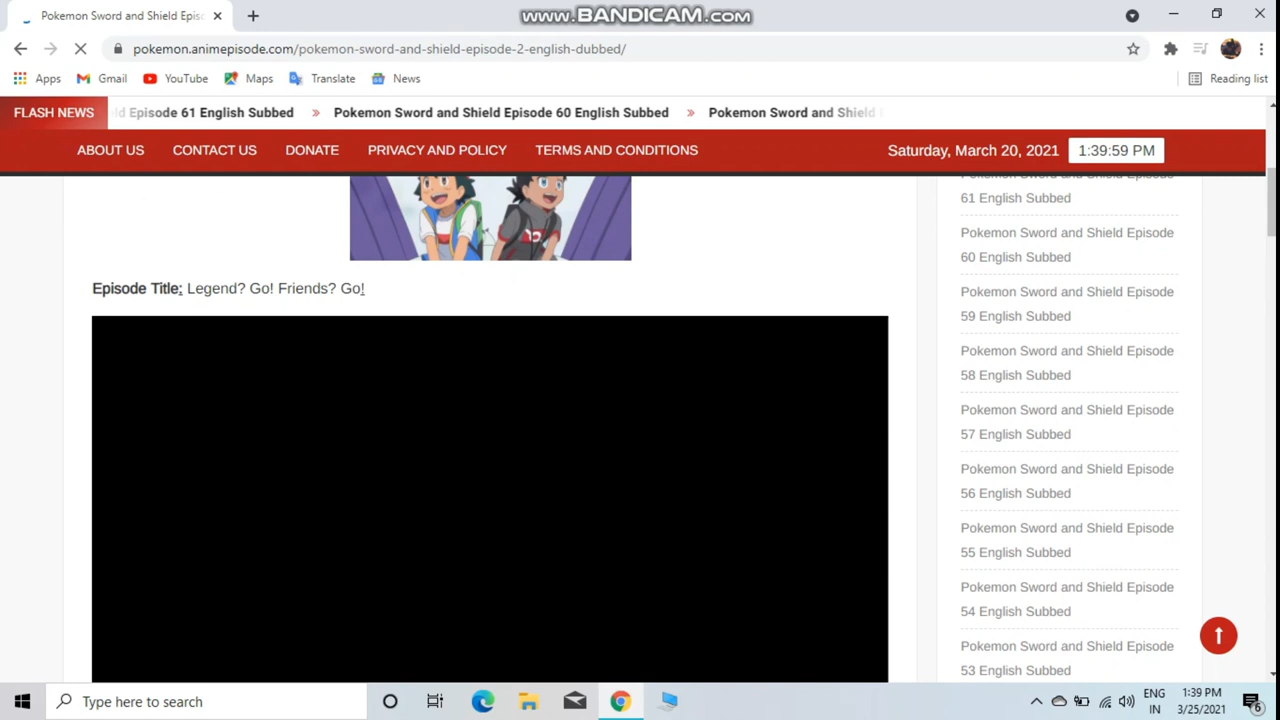 Pokemon Sword and Shield Episo
www.BANDICAM.com
pokemon.animepisode.com/pokemon-sword-and-shield-episode-2-english-dubbed/
Apps Gmail YouTube Maps Translate News Reading list
FLASH NEWS ld Episode 61 English Subbed » Pokemon Sword and Shield Episode 60 English Subbed » Pokemon Sword and Shield
ABOUT US CONTACT US DONATE PRIVACY AND POLICY TERMS AND CONDITIONS Saturday, March 20, 2021 1:39:59 PM
Episode Title: Legend? Go! Friends? Go!
Pokemon Sword and Shield Episode
61 English Subbed
Pokemon Sword and Shield Episode
60 English Subbed
Pokemon Sword and Shield Episode
59 English Subbed
Pokemon Sword and Shield Episode
58 English Subbed
Pokemon Sword and Shield Episode
57 English Subbed
Pokemon Sword and Shield Episode
56 English Subbed
Pokemon Sword and Shield Episode
55 English Subbed
Pokemon Sword and Shield Episode
54 English Subbed
Pokemon Sword and Shield Episode
53 English Subbed
Type here to search
ENG
IN
1:39 PM
3/25/2021
6